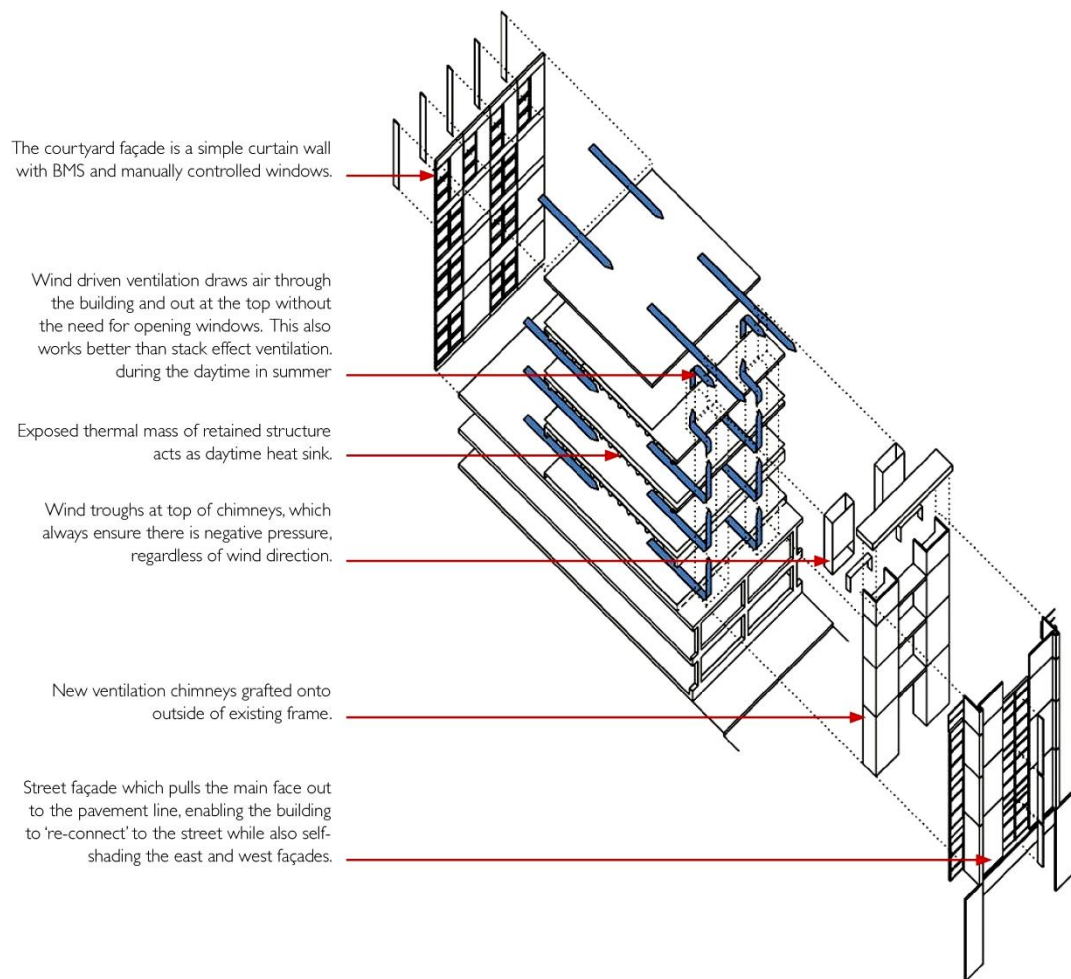 The courtyard façade is a simple curtain wall
with BMS and manually controlled windows.
Wind driven ventilation draws air through
the building and out at the top without
the need for opening windows. This also
works better than stack effect ventilation.
during the daytime in summer
Exposed thermal mass of retained structure
acts as daytime heat sink.
Wind troughs at top of chimneys, which
always ensure there is negative pressure,
regardless of wind direction.
New ventilation chimneys grafted onto
outside of existing frame.
Street façade which pulls the main face out
to the pavement line, enabling the building
to ‘re-connect’ to the street while also self-
shading the east and west façades.